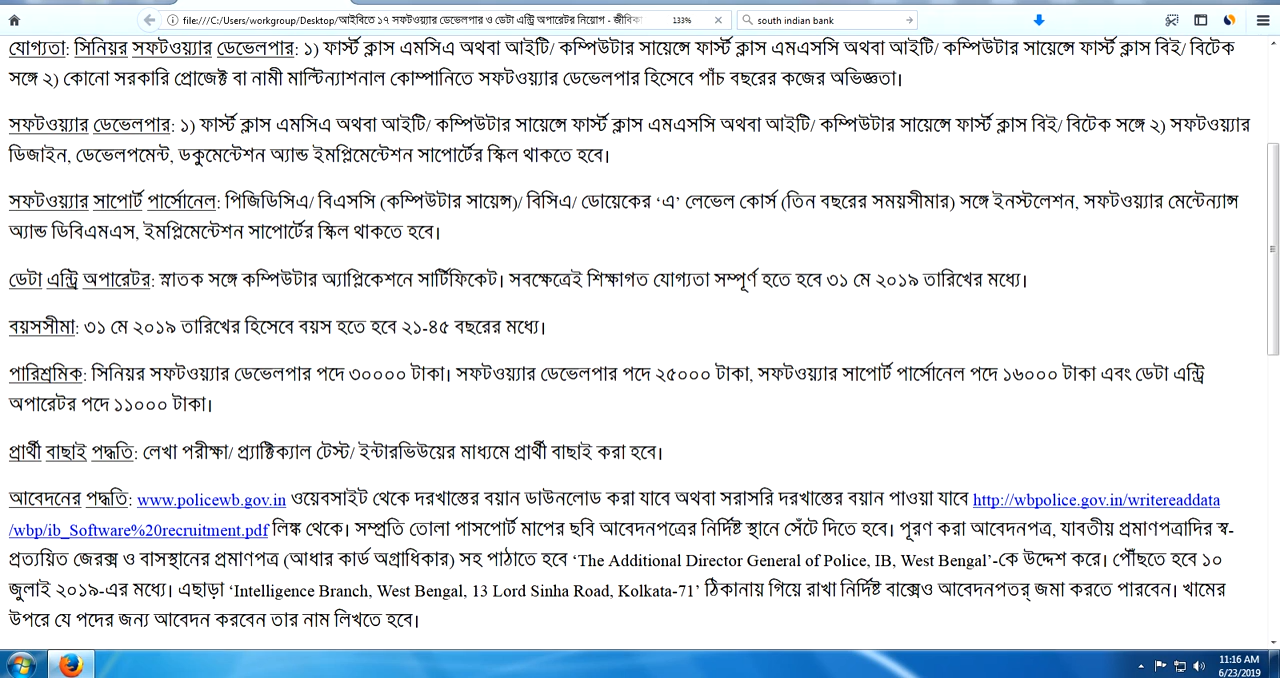 file:///C:/Users/workgroup/Desktop/আইবিতে ১৭ সফটওয়্যার ডেভেলপার ও ডেটা এন্ট্রি অপারেটর নিয়োগ - জীবিক
133%
south indian bank
যোগ্যতা: সিনিয়র সফটওয়্যার ডেভেলপার: ১) ফার্স্ট ক্লাস এমসিএ অথবা আইটি/ কম্পিউটার সায়েন্সে ফার্স্ট ক্লাস এমএসসি অথবা আইটি/ কম্পিউটার সায়েন্সে ফার্স্ট ক্লাস বিই/ বিটেক
সঙ্গে ২) কোনো সরকারি প্রোজেক্ট বা নামী মাল্টিন্যাশনাল কোম্পানিতে সফটওয়্যার ডেভেলপার হিসেবে পাঁচ বছরের কজের অভিজ্ঞতা।
সফটওয়্যার ডেভেলপার: ১) ফার্স্ট ক্লাস এমসিএ অথবা আইটি/ কম্পিউটার সায়েন্সে ফার্স্ট ক্লাস এমএসসি অথবা আইটি/ কম্পিউটার সায়েন্সে ফার্স্ট ক্লাস বিই/ বিটেক সঙ্গে ২) সফটওয়্যার
ডিজাইন, ডেভেলপমেন্ট, ডকুমেন্টেশন অ্যান্ড ইমপ্লিমেন্টেশন সাপোর্টের স্কিল থাকতে হবে।
সফটওয়্যার সাপোর্ট পার্সোনেল: পিজিডিসিএ/ বিএসসি (কম্পিউটার সায়েন্স)/ বিসিএ/ ডোয়েকের ‘এ’ লেভেল কোর্স (তিন বছরের সময়সীমার) সঙ্গে ইনস্টলেশন, সফটওয়্যার মেন্টেন্যান্স
অ্যান্ড ডিবিএমএস, ইমপ্লিমেন্টেশন সাপোর্টের স্কিল থাকতে হবে।
ডেটা এন্ট্রি অপারেটর: স্নাতক সঙ্গে কম্পিউটার অ্যাপ্লিকেশনে সার্টিফিকেট। সবক্ষেত্রেই শিক্ষাগত যোগ্যতা সম্পূর্ণ হতে হবে ৩১ মে ২০১৯ তারিখের মধ্যে।
বয়সসীমা: ৩১ মে ২০১৯ তারিখের হিসেবে বয়স হতে হবে ২১-৪৫ বছরের মধ্যে।
পারিশ্রমিক: সিনিয়র সফটওয়্যার ডেভেলপার পদে ৩০০০০ টাকা। সফটওয়্যার ডেভেলপার পদে ২৫০০০ টাকা, সফটওয়্যার সাপোর্ট পার্সোনেল পদে ১৬০০০ টাকা এবং ডেটা এন্ট্রি
অপারেটর পদে ১১০০০ টাকা।
প্রার্থী বাছাই পদ্ধতি: লেখা পরীক্ষা/ প্র্যাক্টিক্যাল টেস্ট/ ইন্টারভিউয়ের মাধ্যমে প্রার্থী বাছাই করা হবে।
আবেদনের পদ্ধতি: www.policewb.gov.in ওয়েবসাইট থেকে দরখাস্তের বয়ান ডাউনলোড করা যাবে অথবা সরাসরি দরখাস্তের বয়ান পাওয়া যাবে http://wbpolice.gov.in/writereaddata
/wbp/ib_Software%20recruitment.pdf লিঙ্ক থেকে। সম্প্রতি তোলা পাসপোর্ট মাপের ছবি আবেদনপত্রের নির্দিষ্ট স্থানে সেঁটে দিতে হবে। পূরণ করা আবেদনপত্র, যাবতীয় প্রমাণপত্রাদির স্ব-
প্রত্যয়িত জেরক্স ও বাসস্থানের প্রমাণপত্র (আধার কার্ড অগ্রাধিকার) সহ পাঠাতে হবে ‘The Additional Director General of Police, IB, West Bengal’-কে উদ্দেশ করে। পৌঁছতে হবে ১০
জুলাই ২০১৯-এর মধ্যে। এছাড়া ‘Intelligence Branch, West Bengal, 13 Lord Sinha Road, Kolkata-71’ ঠিকানায় গিয়ে রাখা নির্দিষ্ট বাক্সেও আবেদনপতর্ জমা করতে পারবেন। খামের
উপরে যে পদের জন্য আবেদন করবেন তার নাম লিখতে হবে।
11:16 AM
6/23/2019